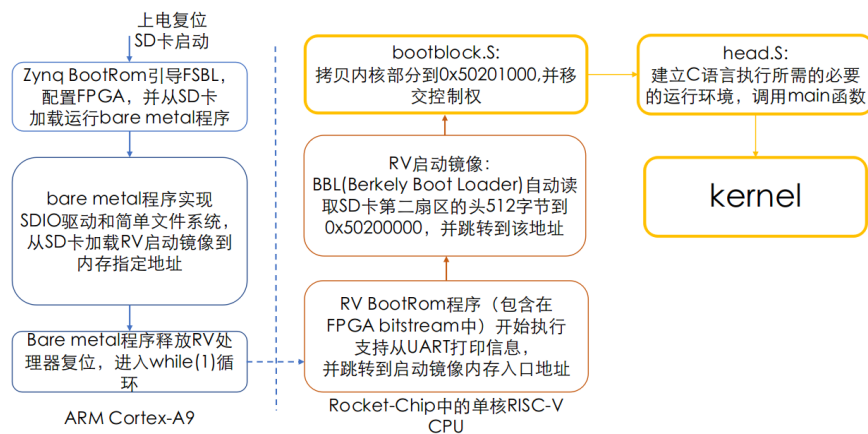 上电复位
SD卡启动
Zynq BootRom引导FSBL,
配置FPGA，并从SD卡
加载运行bare metal程序
bare metal程序实现
SDIO驱动和简单文件系统,
从SD卡加载RV启动镜像到
内存指定地址
Bare metal程序释放RV处
理器复位，进入while(1)循
环
ARM Cortex-A9
bootblock.S:
拷贝内核部分到0x50201000,并移
交控制权
RV启动镜像：
BBL(Berkely Boot Loader)自动读
取SD卡第二扇区的头512字节到
0x50200000，并跳转到该地址
RV BootRom程序（包含在
FPGA bitstream中）开始执行
支持从UART打印信息,
并跳转到启动镜像内存入口地址
Rocket-Chip中的单核RISC-V
CPU
head.S:
建立C语言执行所需的必要
的运行环境，调用main函数
kernel